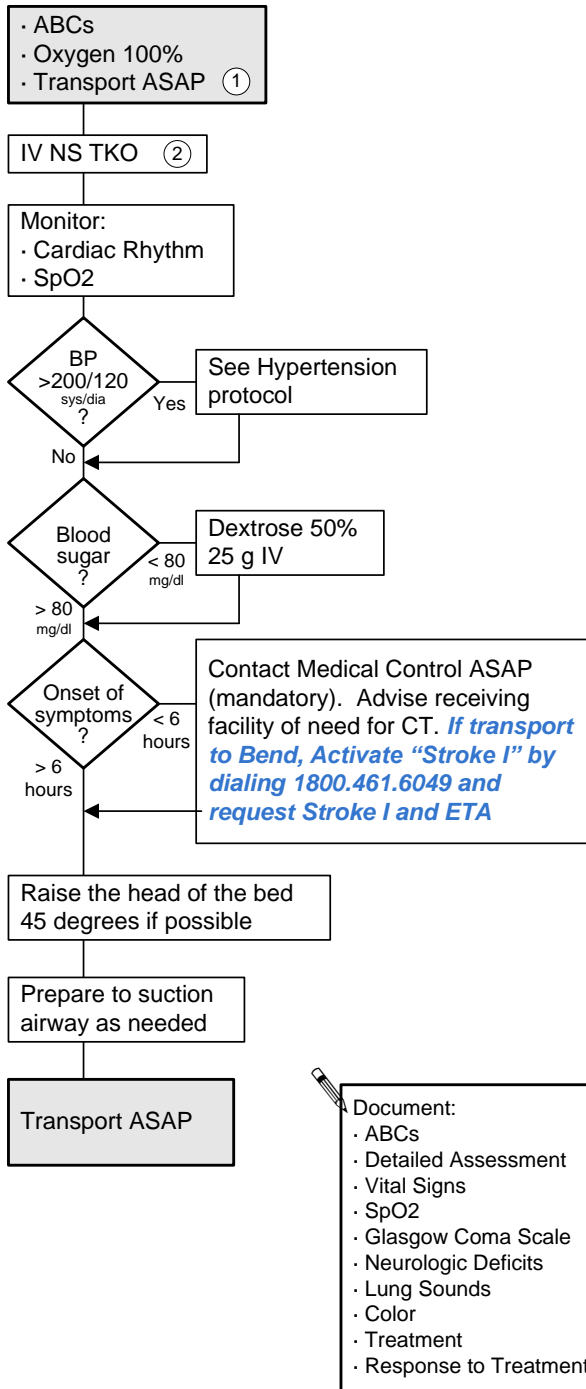 · ABCs
· Oxygen 100%
· Transport ASAP 1
IV NS TKO 2
Monitor:
· Cardiac Rhythm
· SpO2
BP
>200/120
sys/dia
?
Yes
See Hypertension
protocol
No
Blood
sugar
?
< 80
mg/dl
Dextrose 50%
25 g IV
> 80
mg/dl
Onset of
symptoms
?
< 6
hours
Contact Medical Control ASAP
(mandatory). Advise receiving
facility of need for CT. If transport
to Bend, Activate “Stroke I” by
dialing 1800.461.6049 and
request Stroke I and ETA
> 6
hours
Raise the head of the bed
45 degrees if possible
Prepare to suction
airway as needed
Transport ASAP
Document:
· ABCs
· Detailed Assessment
· Vital Signs
· SpO2
· Glasgow Coma Scale
· Neurologic Deficits
· Lung Sounds
· Color
· Treatment
· Response to Treatment